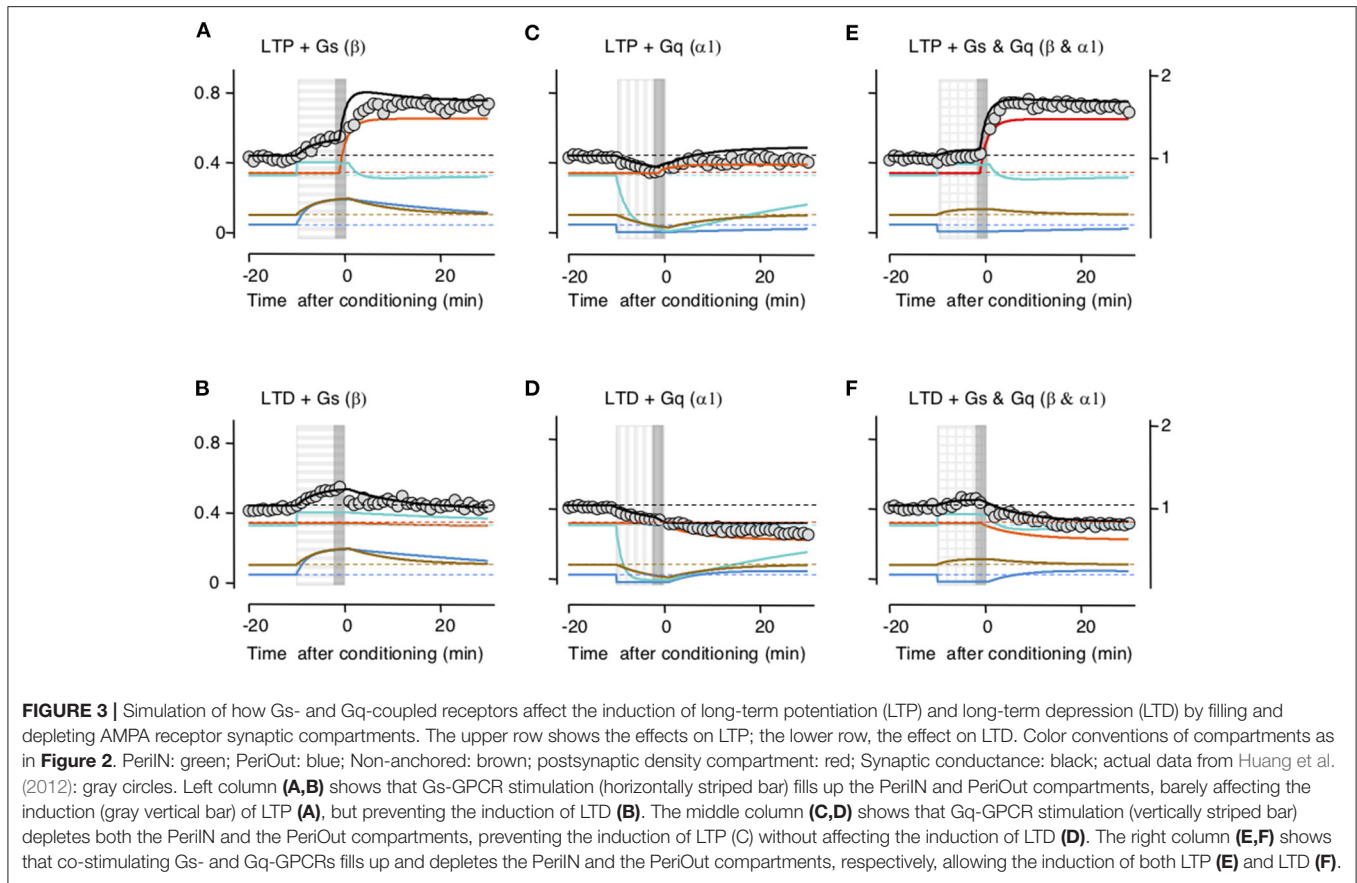 A
LTP + Gs (β)
C
LTP + Gq (α1)
E
LTP + Gs & Gq (β & α1)
0.8
0.4
0
2
1
-20 0 20
Time after conditioning (min)
-20 0 20
Time after conditioning (min)
-20 0 20
Time after conditioning (min)
B
LTD + Gs (β)
D
LTD + Gq (α1)
F
LTD + Gs & Gq (β & α1)
0.8
0.4
0
2
1
-20 0 20
Time after conditioning (min)
-20 0 20
Time after conditioning (min)
-20 0 20
Time after conditioning (min)
FIGURE 3 | Simulation of how Gs- and Gq-coupled receptors affect the induction of long-term potentiation (LTP) and long-term depression (LTD) by filling and
depleting AMPA receptor synaptic compartments. The upper row shows the effects on LTP; the lower row, the effect on LTD. Color conventions of compartments as
in Figure 2. PeriIN: green; PeriOut: blue; Non-anchored: brown; postsynaptic density compartment: red; Synaptic conductance: black; actual data from Huang et al.
(2012): gray circles. Left column (A,B) shows that Gs-GPCR stimulation (horizontally striped bar) fills up the PeriIN and PeriOut compartments, barely affecting the
induction (gray vertical bar) of LTP (A), but preventing the induction of LTD (B). The middle column (C,D) shows that Gq-GPCR stimulation (vertically striped bar)
depletes both the PeriIN and the PeriOut compartments, preventing the induction of LTP (C) without affecting the induction of LTD (D). The right column (E,F) shows
that co-stimulating Gs- and Gq-GPCRs fills up and depletes the PeriIN and the PeriOut compartments, respectively, allowing the induction of both LTP (E) and LTD (F).